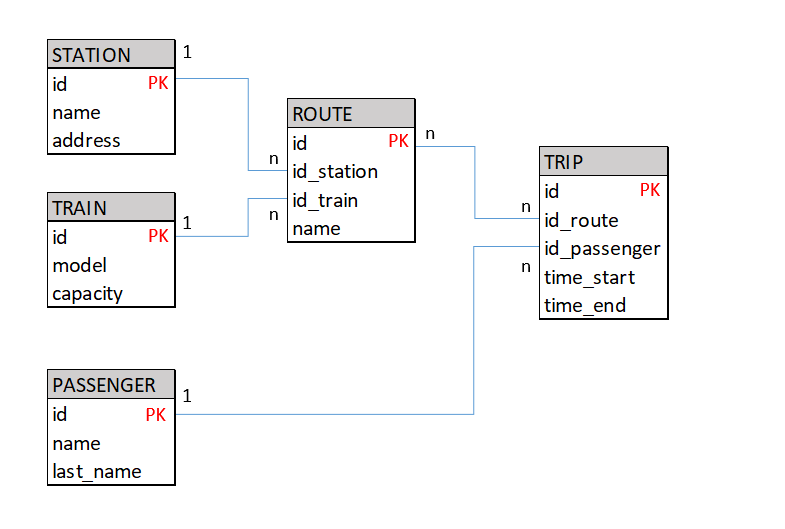 STATION
1
id PK
name
address
TRAIN
1
id PK
model
capacity
PASSENGER
1
id PK
name
last_name
ROUTE
n
id PK
n
id_station
id_train
n
name
TRIP
id PK
n
id_route
id_passenger
n
time_start
time_end